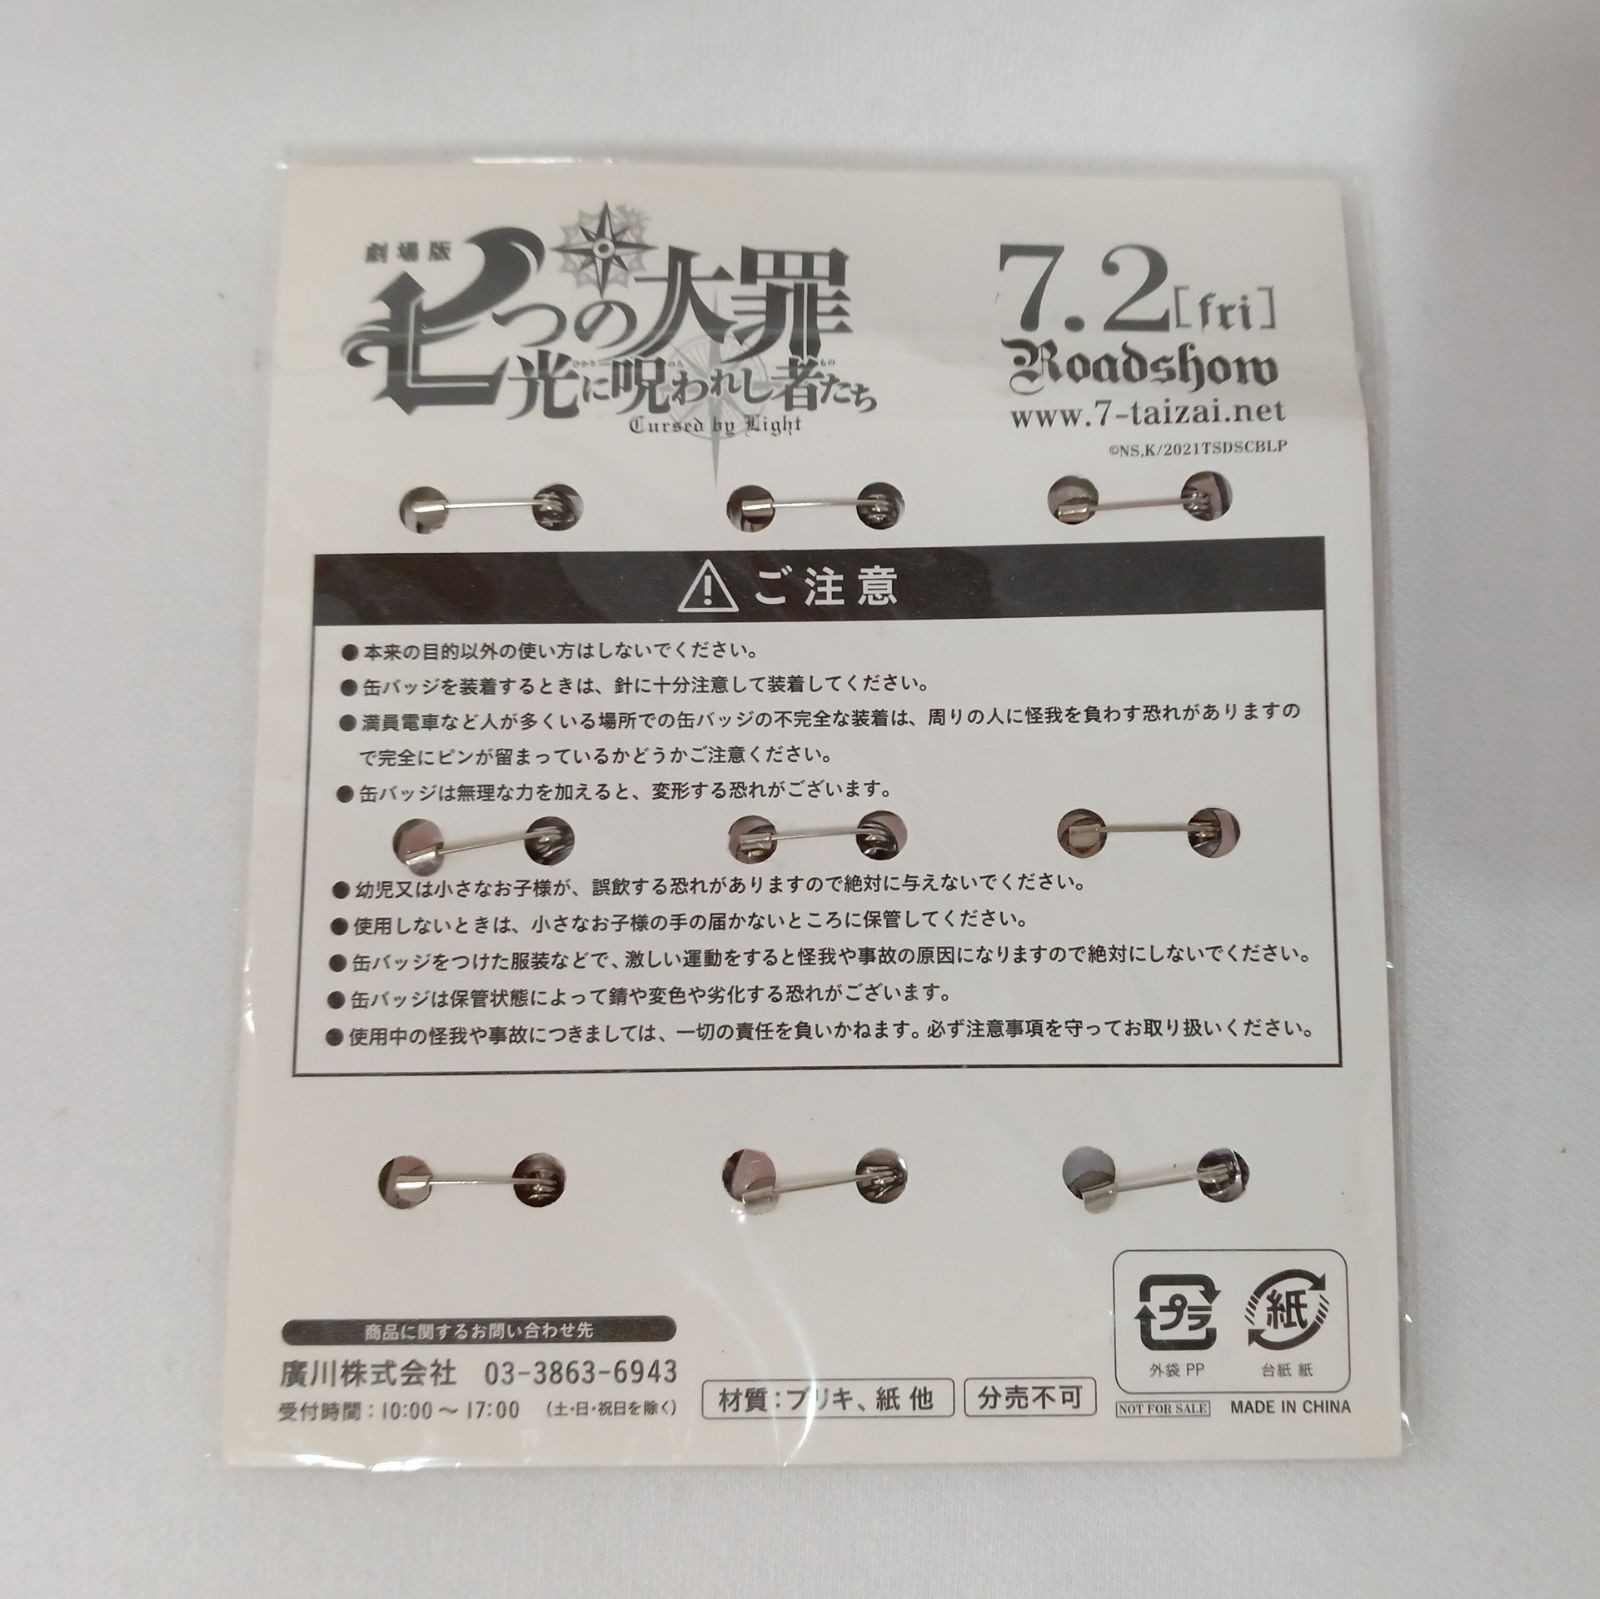 劇場版
七つの大罪
光に呪われし者たち
Cursed by Light
7.2[fri]
Roadshow
www.7-taizai.net
©NS,K/2021TSDSCBLP
ご注意
●本来の目的以外の使い方はしないでください。
●缶バッジを装着するときは、針に十分注意して装着してください。
●満員電車など人が多くいる場所での缶バッジの不完全な装着は、周りの人に怪我を負わす恐れがありますの
で完全にピンが留まっているかどうかご注意ください。
●缶バッジは無理な力を加えると、変形する恐れがございます。
●幼児又は小さなお子様が、誤飲する恐れがありますので絶対に与えないでください。
●使用しないときは、小さなお子様の手の届かないところに保管してください。
●缶バッジをつけた服装などで、激しい運動をすると怪我や事故の原因になりますので絶対にしないでください。
●缶バッジは保管状態によって錆や変色や劣化する恐れがございます。
●使用中の怪我や事故につきましては、一切の責任を負いかねます。必ず注意事項を守ってお取り扱いください。
商品に関するお問い合わせ先
廣川株式会社 03-3863-6943
受付時間：10:00～17:00 （土・日・祝日を除く）
材質：ブリキ、紙 他
分売不可
プラ
外袋 PP
紙
台紙 紙
NOT FOR SALE
MADE IN CHINA